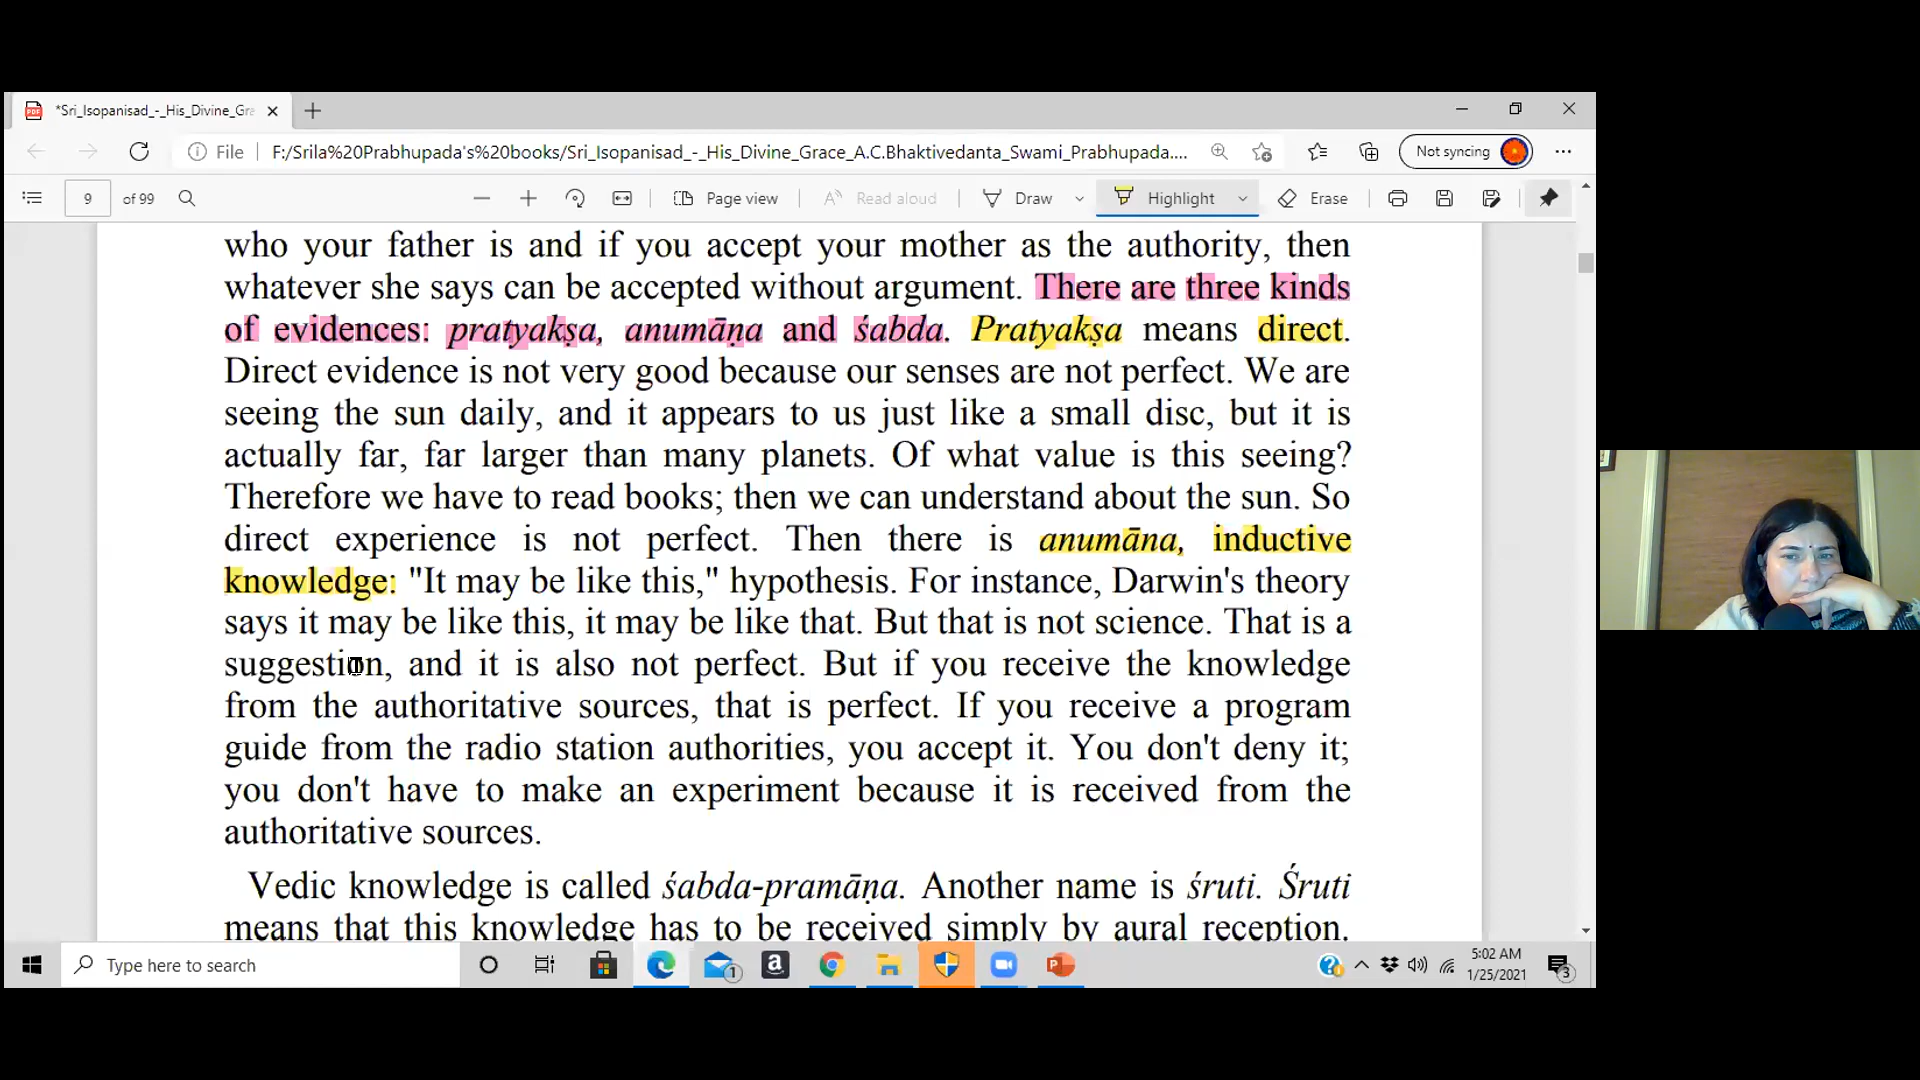 *Sri_Isopanisad_-_His_Divine_Gra
File F:/Srila%20Prabhupada's%20books/Sri_Isopanisad_-_His_Divine_Grace_A.C.Bhaktivedanta_Swami_Prabhupada.... Not syncing
9 of 99 Page view Read aloud Draw Highlight Erase
who your father is and if you accept your mother as the authority, then
whatever she says can be accepted without argument. There are three kinds
of evidences: pratyakṣa, anumāṇa and śabda. Pratyakṣa means direct.
Direct evidence is not very good because our senses are not perfect. We are
seeing the sun daily, and it appears to us just like a small disc, but it is
actually far, far larger than many planets. Of what value is this seeing?
Therefore we have to read books; then we can understand about the sun. So
direct experience is not perfect. Then there is anumāna, inductive
knowledge: "It may be like this," hypothesis. For instance, Darwin's theory
says it may be like this, it may be like that. But that is not science. That is a
suggestion, and it is also not perfect. But if you receive the knowledge
from the authoritative sources, that is perfect. If you receive a program
guide from the radio station authorities, you accept it. You don't deny it;
you don't have to make an experiment because it is received from the
authoritative sources.
Vedic knowledge is called śabda-pramāṇa. Another name is śruti. Śruti
means that this knowledge has to be received simply by aural reception.
Type here to search
5:02 AM
1/25/2021